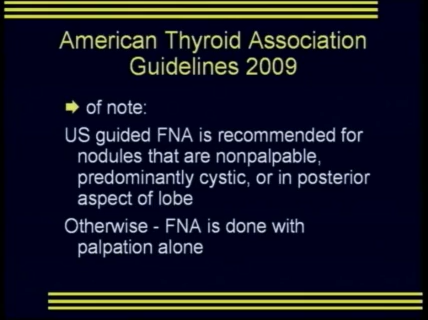 American Thyroid Association
Guidelines 2009
of note:
US guided FNA is recommended for
nodules that are nonpalpable,
predominantly cystic, or in posterior
aspect of lobe
Otherwise - FNA is done with
palpation alone